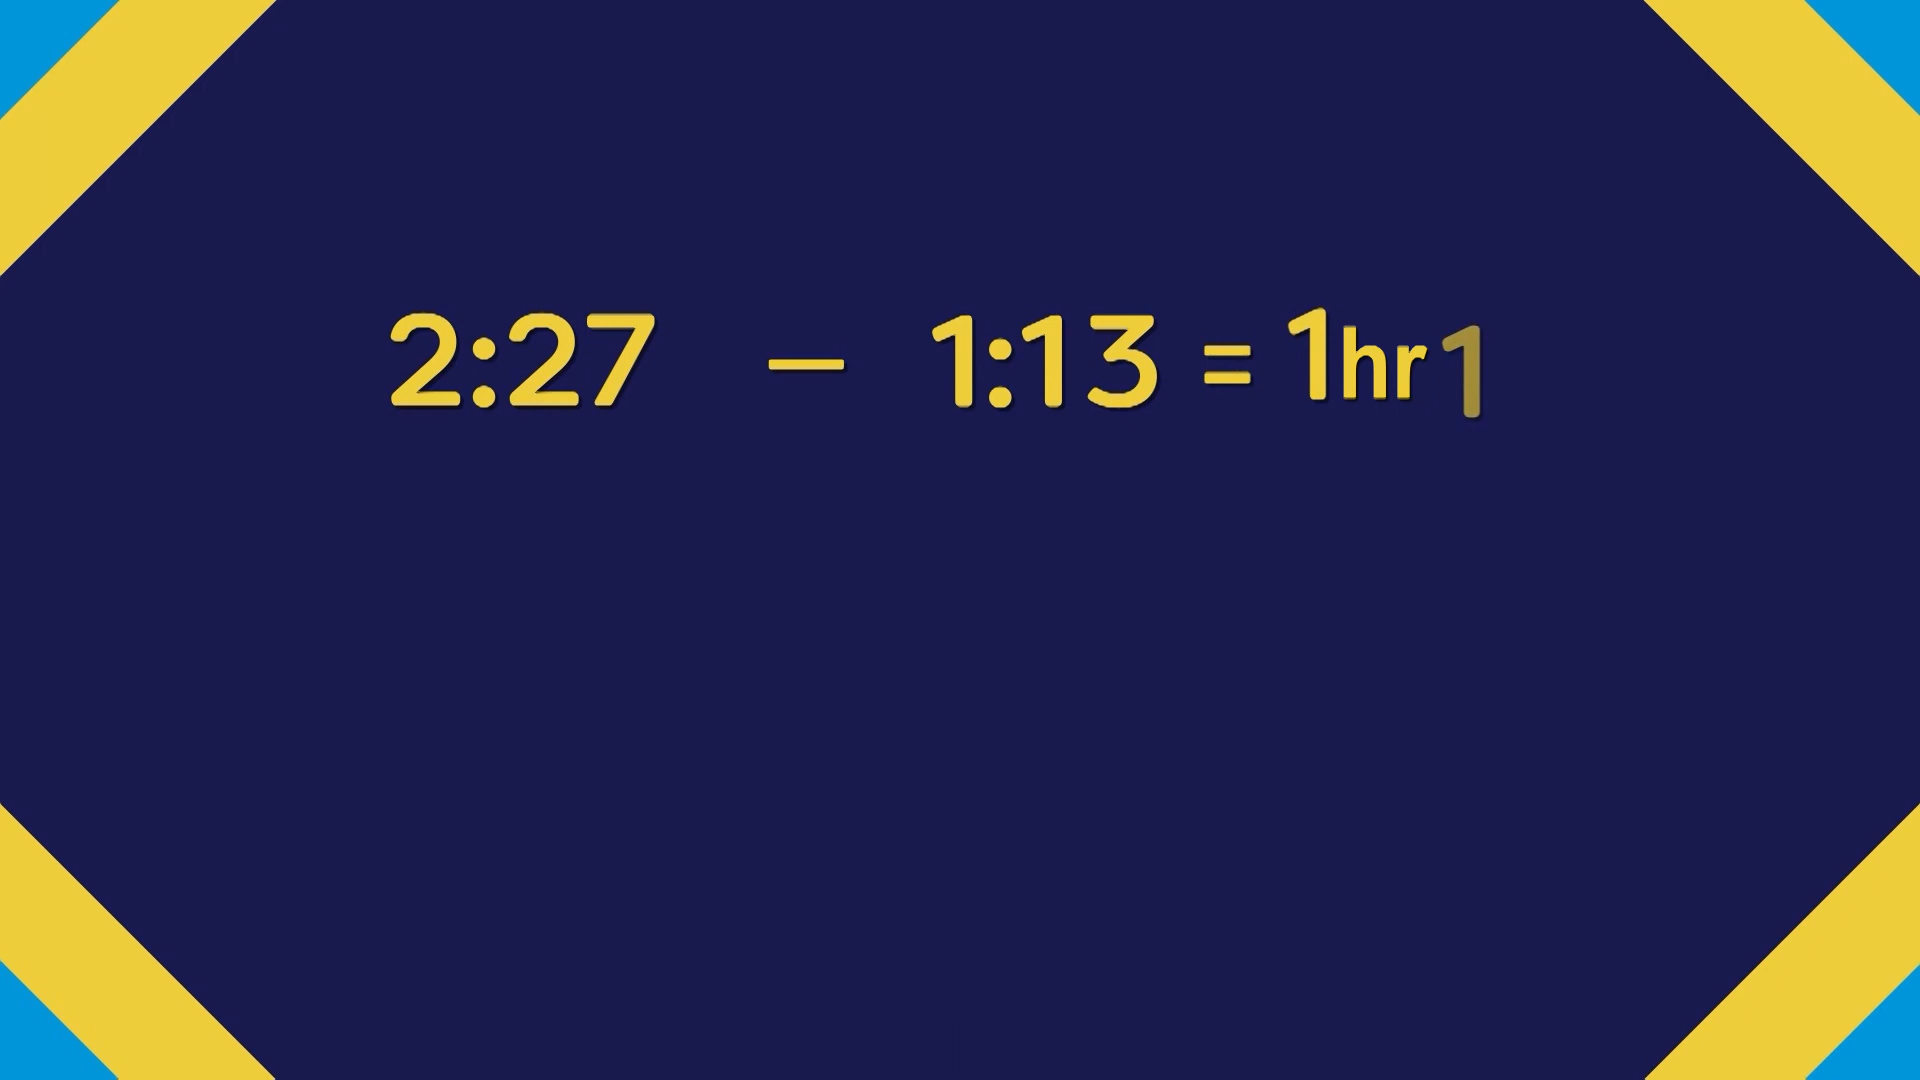 2:27 – 1:13 = 1hr 1